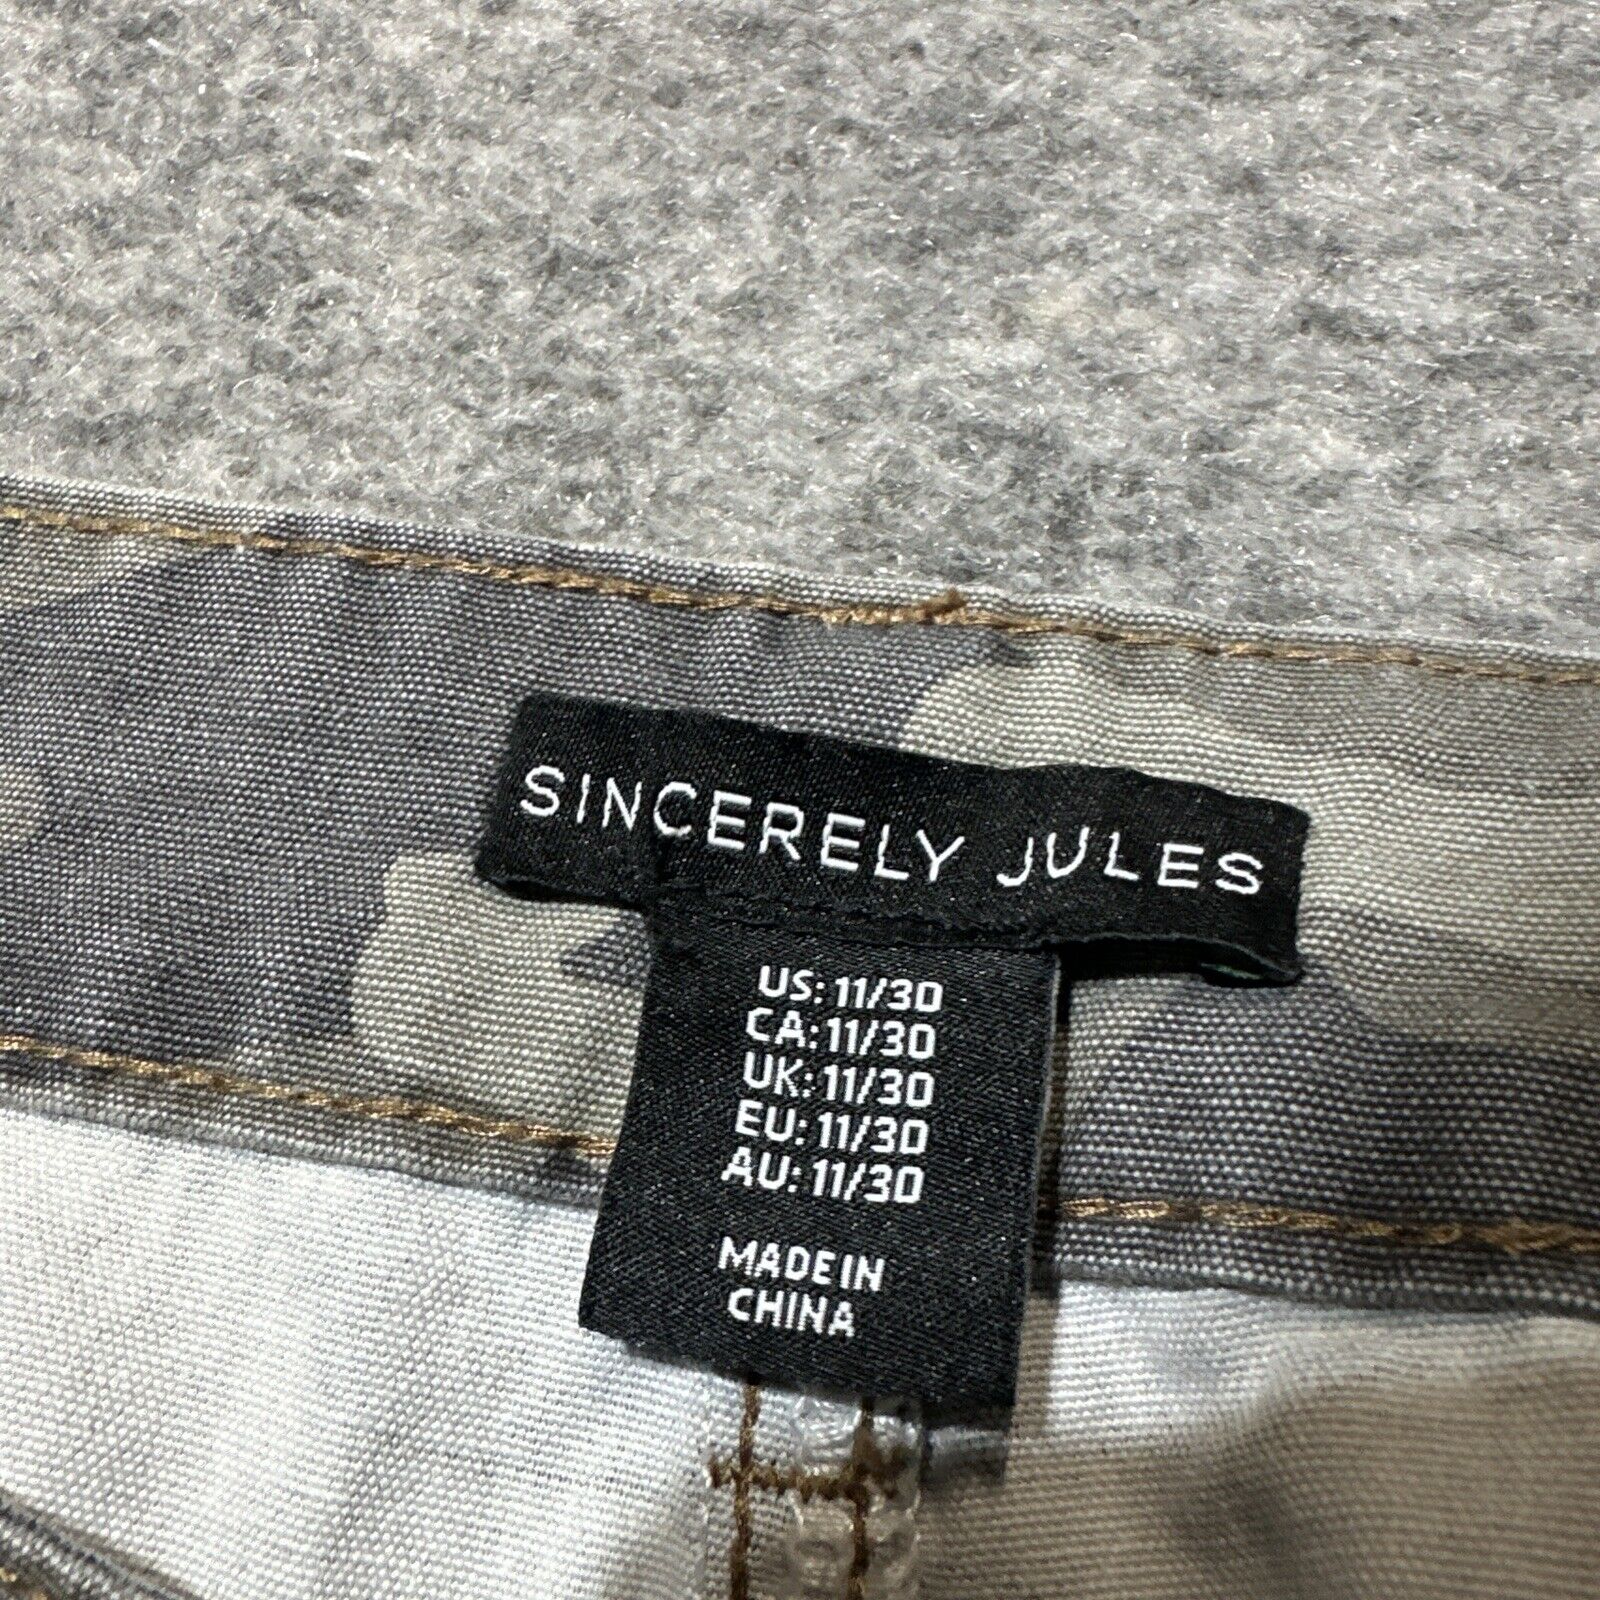 SINCERELY JULES
US: 11/30
CA: 11/30
UK: 11/30
EU: 11/30
AU: 11/30
MADE IN
CHINA